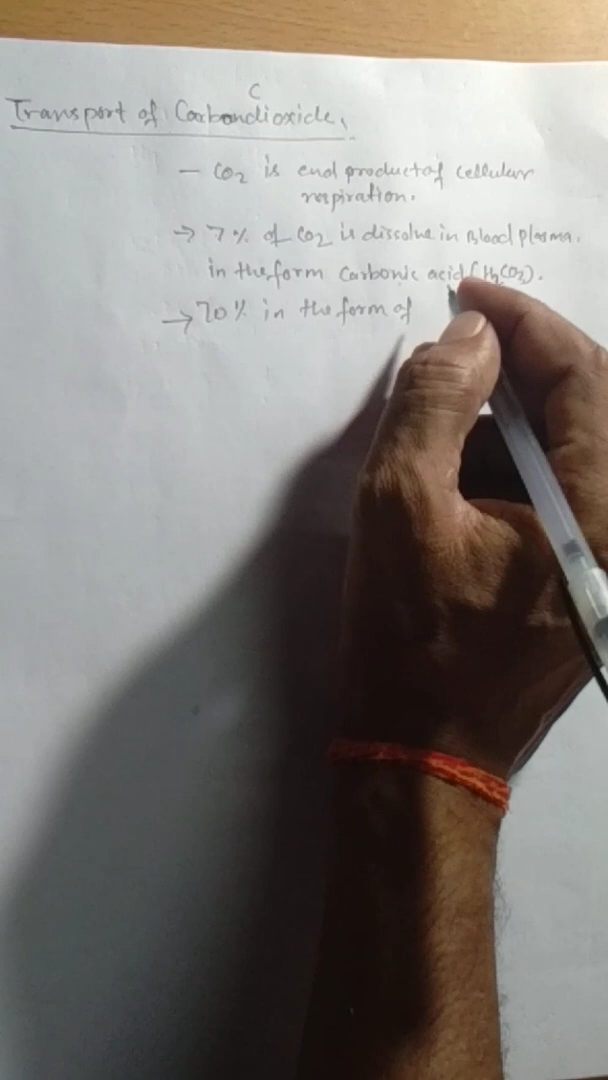 C
Transport of Carbondioxide,
- CO2 is end product of cellular
respiration.
→ 7% of CO2 is dissolve in Blood plasma.
in the form Carbonic acid (H2CO3).
→ 70% in the form of